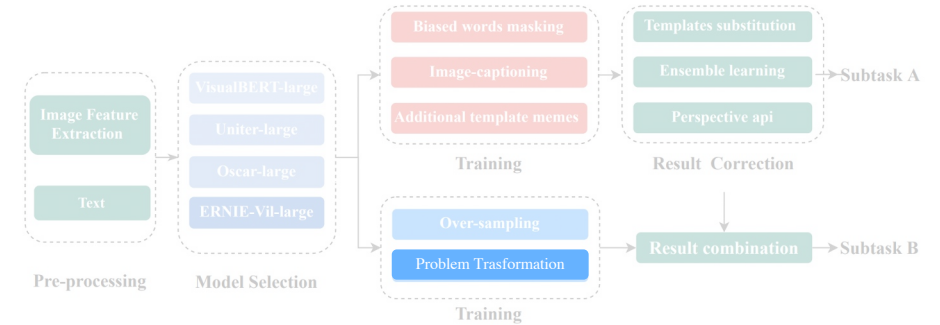 Image Feature
Extraction
Text
Pre-processing
VisualBERT-large
Uniter-large
Oscar-large
ERNIE-Vil-large
Model Selection
Biased words masking
Image-captioning
Additional template memes
Training
Over-sampling
Problem Trasformation
Training
Templates substitution
Ensemble learning
Perspective api
Result Correction
Result combination
Subtask A
Subtask B